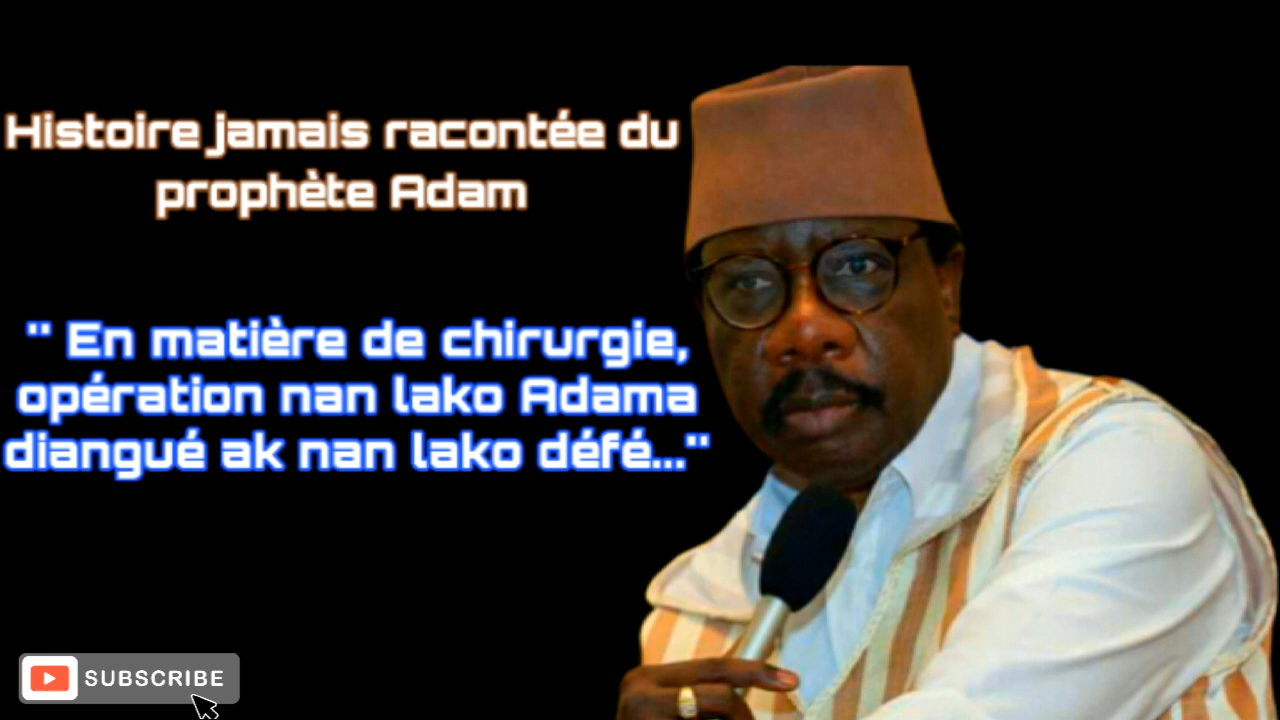 Histoire jamais racontée du
prophète Adam
" En matière de chirurgie,
opération nan lako Adama
diangué ak nan lako défé..."
SUBSCRIBE